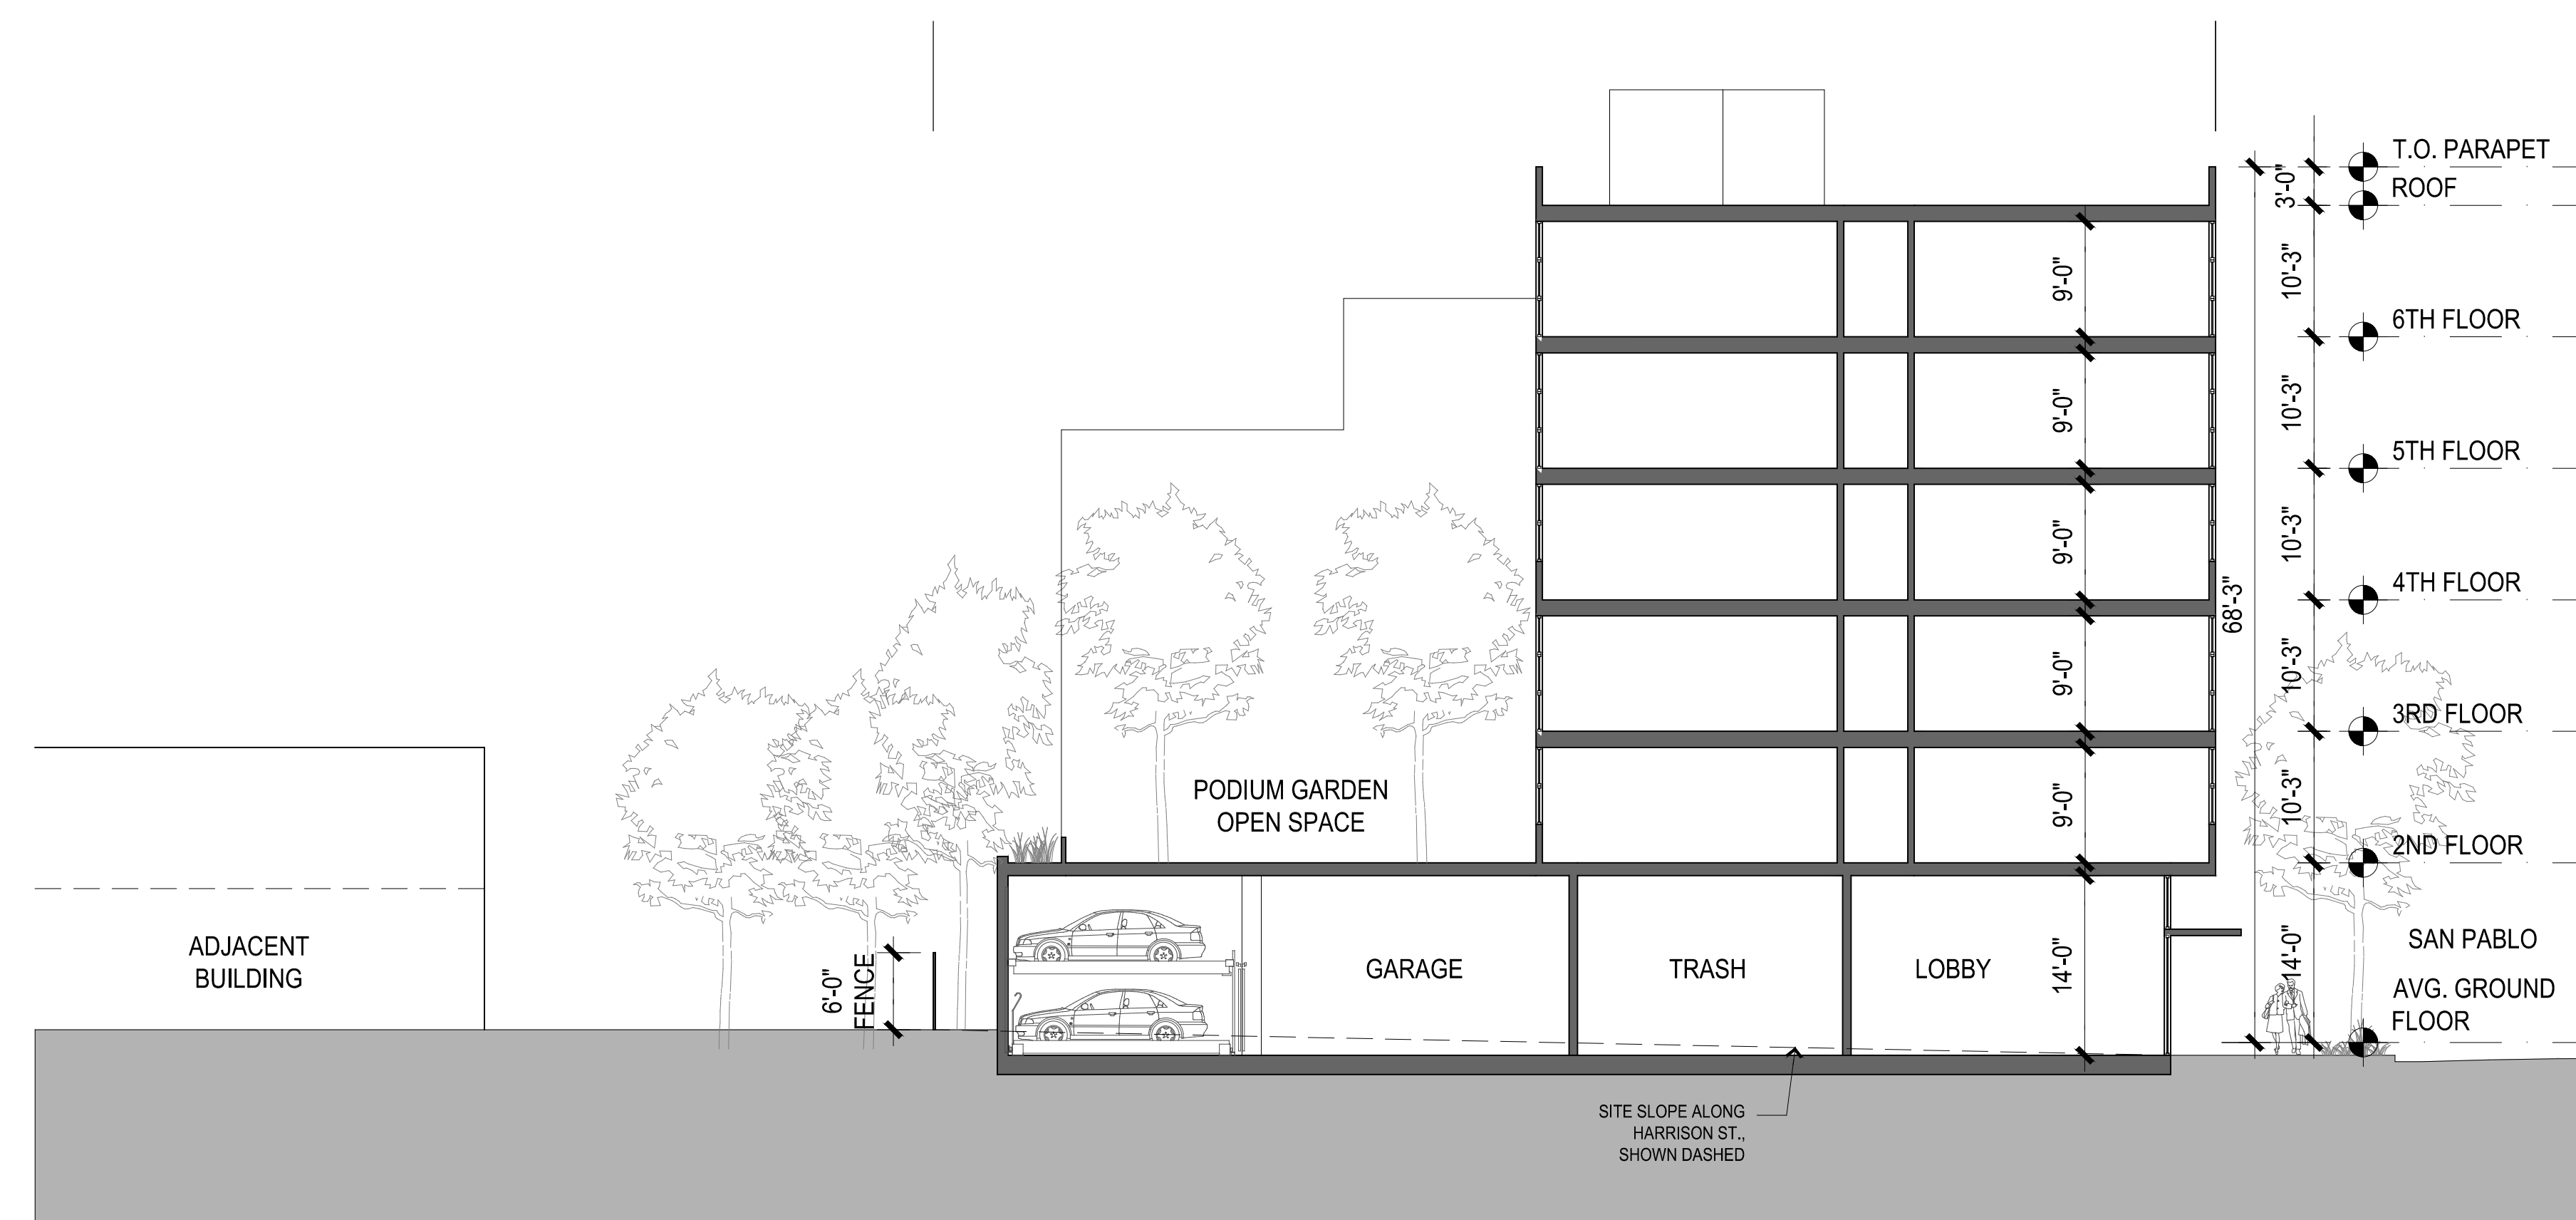 T.O. PARAPET
3'-0"
ROOF
10'-3"
9'-0"
6TH FLOOR
10'-3"
9'-0"
5TH FLOOR
10'-3"
9'-0"
4TH FLOOR
68'-3"
10'-3"
9'-0"
3RD FLOOR
10'-3"
9'-0"
2ND FLOOR
PODIUM GARDEN
OPEN SPACE
ADJACENT
BUILDING
6'-0"
FENCE
GARAGE
TRASH
LOBBY
14'-0"
14'-0"
SAN PABLO
AVG. GROUND
FLOOR
SITE SLOPE ALONG
HARRISON ST.,
SHOWN DASHED